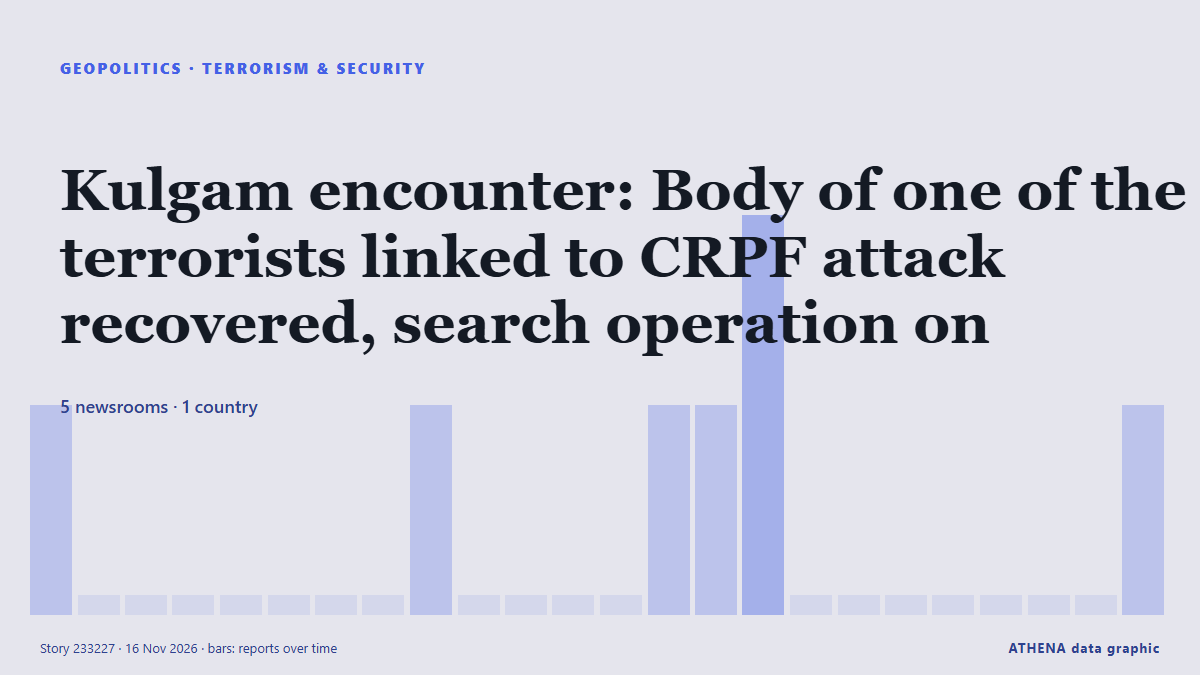 GEOPOLITICS · TERRORISM & SECURITY
Kulgam encounter: Body of one of the
terrorists linked to CRPF attack
recovered, search operation on
5 newsrooms · 1 country
Story 233227 · 16 Nov 2026 · bars: reports over time
ATHENA data graphic